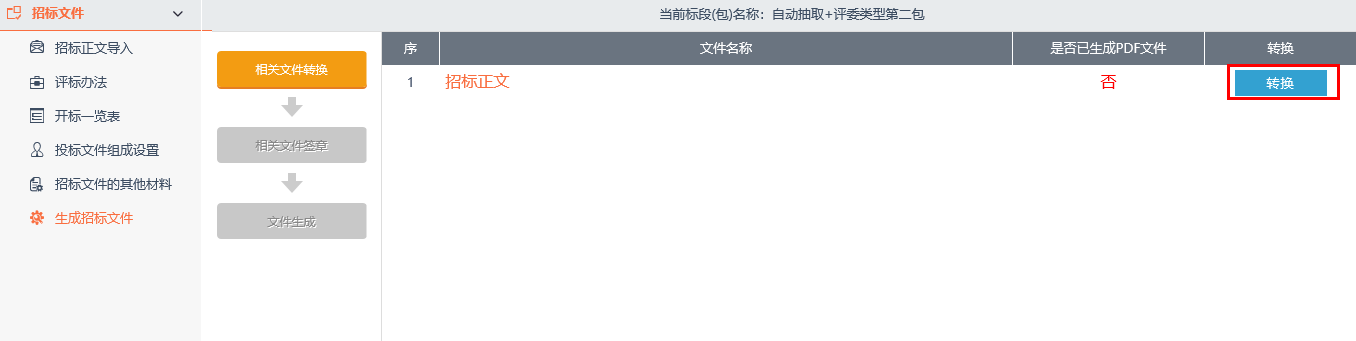 招标文件
招标正文导入
评标办法
开标一览表
投标文件组成设置
招标文件的其他材料
生成招标文件
当前标段(包)名称：自动抽取+评委类型第二包
相关文件转换
相关文件签章
文件生成
序 文件名称 是否已生成PDF文件 转换
1 招标正文 否 转换